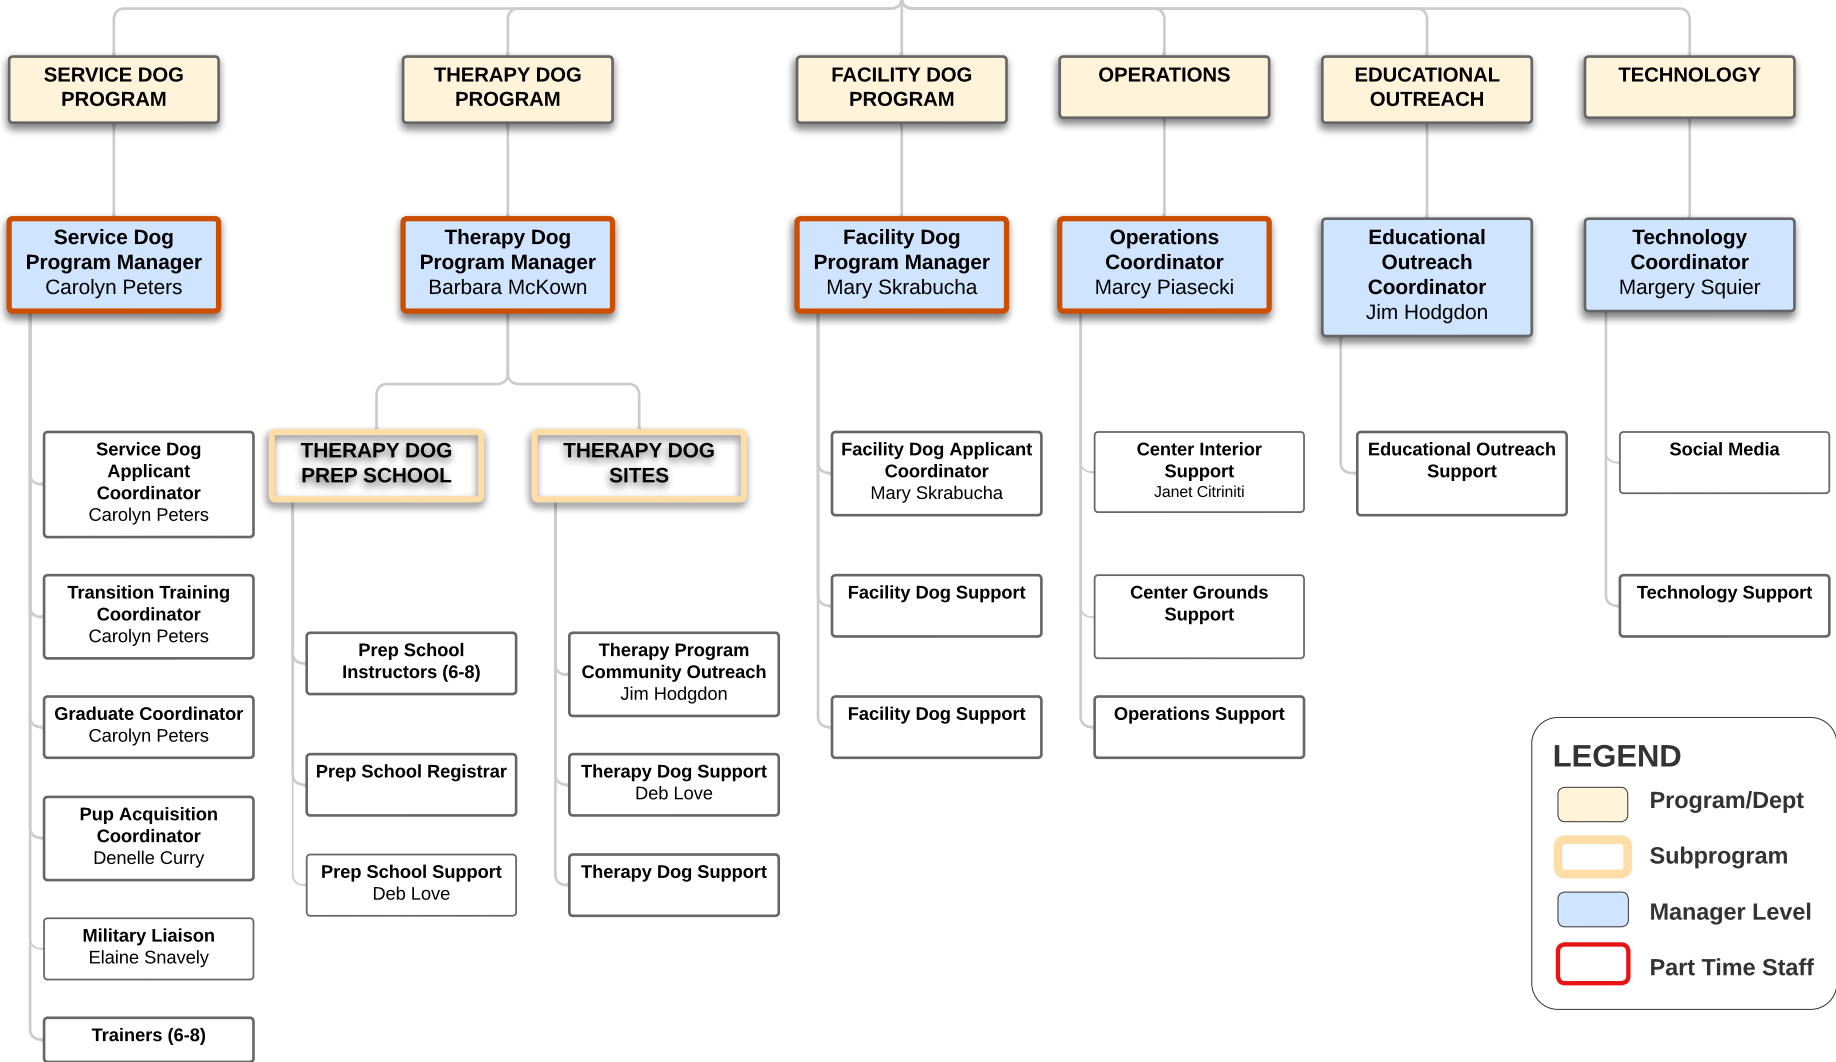 SERVICE DOG
PROGRAM
THERAPY DOG
PROGRAM
FACILITY DOG
PROGRAM
OPERATIONS
EDUCATIONAL
OUTREACH
TECHNOLOGY
Service Dog
Program Manager
Carolyn Peters
Therapy Dog
Program Manager
Barbara McKown
Facility Dog
Program Manager
Mary Skrabucha
Operations
Coordinator
Marcy Piasecki
Educational
Outreach
Coordinator
Jim Hodgdon
Technology
Coordinator
Margery Squier
Service Dog
Applicant
Coordinator
Carolyn Peters
Transition Training
Coordinator
Carolyn Peters
Graduate Coordinator
Carolyn Peters
Pup Acquisition
Coordinator
Denelle Curry
Military Liaison
Elaine Snavely
Trainers (6-8)
THERAPY DOG
PREP SCHOOL
Prep School
Instructors (6-8)
Prep School Registrar
Prep School Support
Deb Love
THERAPY DOG
SITES
Therapy Program
Community Outreach
Jim Hodgdon
Therapy Dog Support
Deb Love
Therapy Dog Support
Facility Dog Applicant
Coordinator
Mary Skrabucha
Facility Dog Support
Facility Dog Support
Center Interior
Support
Janet Citriniti
Center Grounds
Support
Operations Support
Educational Outreach
Support
Social Media
Technology Support
LEGEND
Program/Dept
Subprogram
Manager Level
Part Time Staff